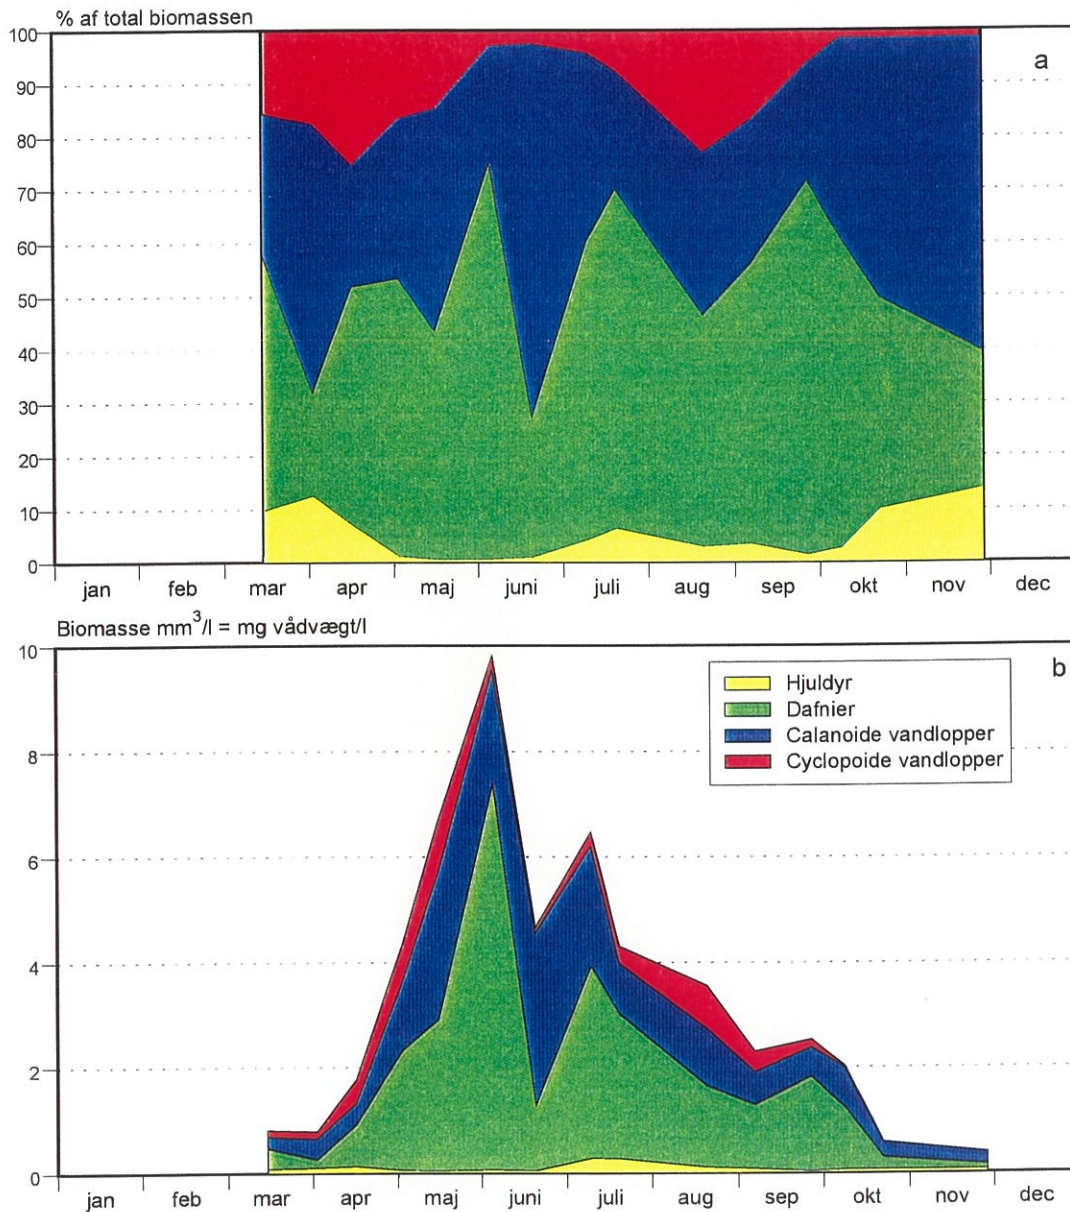 % af total biomassen
a
100
90
80
70
60
50
40
30
20
10
0
jan feb mar apr maj juni juli aug sep okt nov dec
Biomasse mm³/l = mg vådvægt/l
b
10
8
6
4
2
0
Hjuldyr
Dafnier
Calanoide vandlopper
Cyclopoide vandlopper
jan feb mar apr maj juni juli aug sep okt nov dec